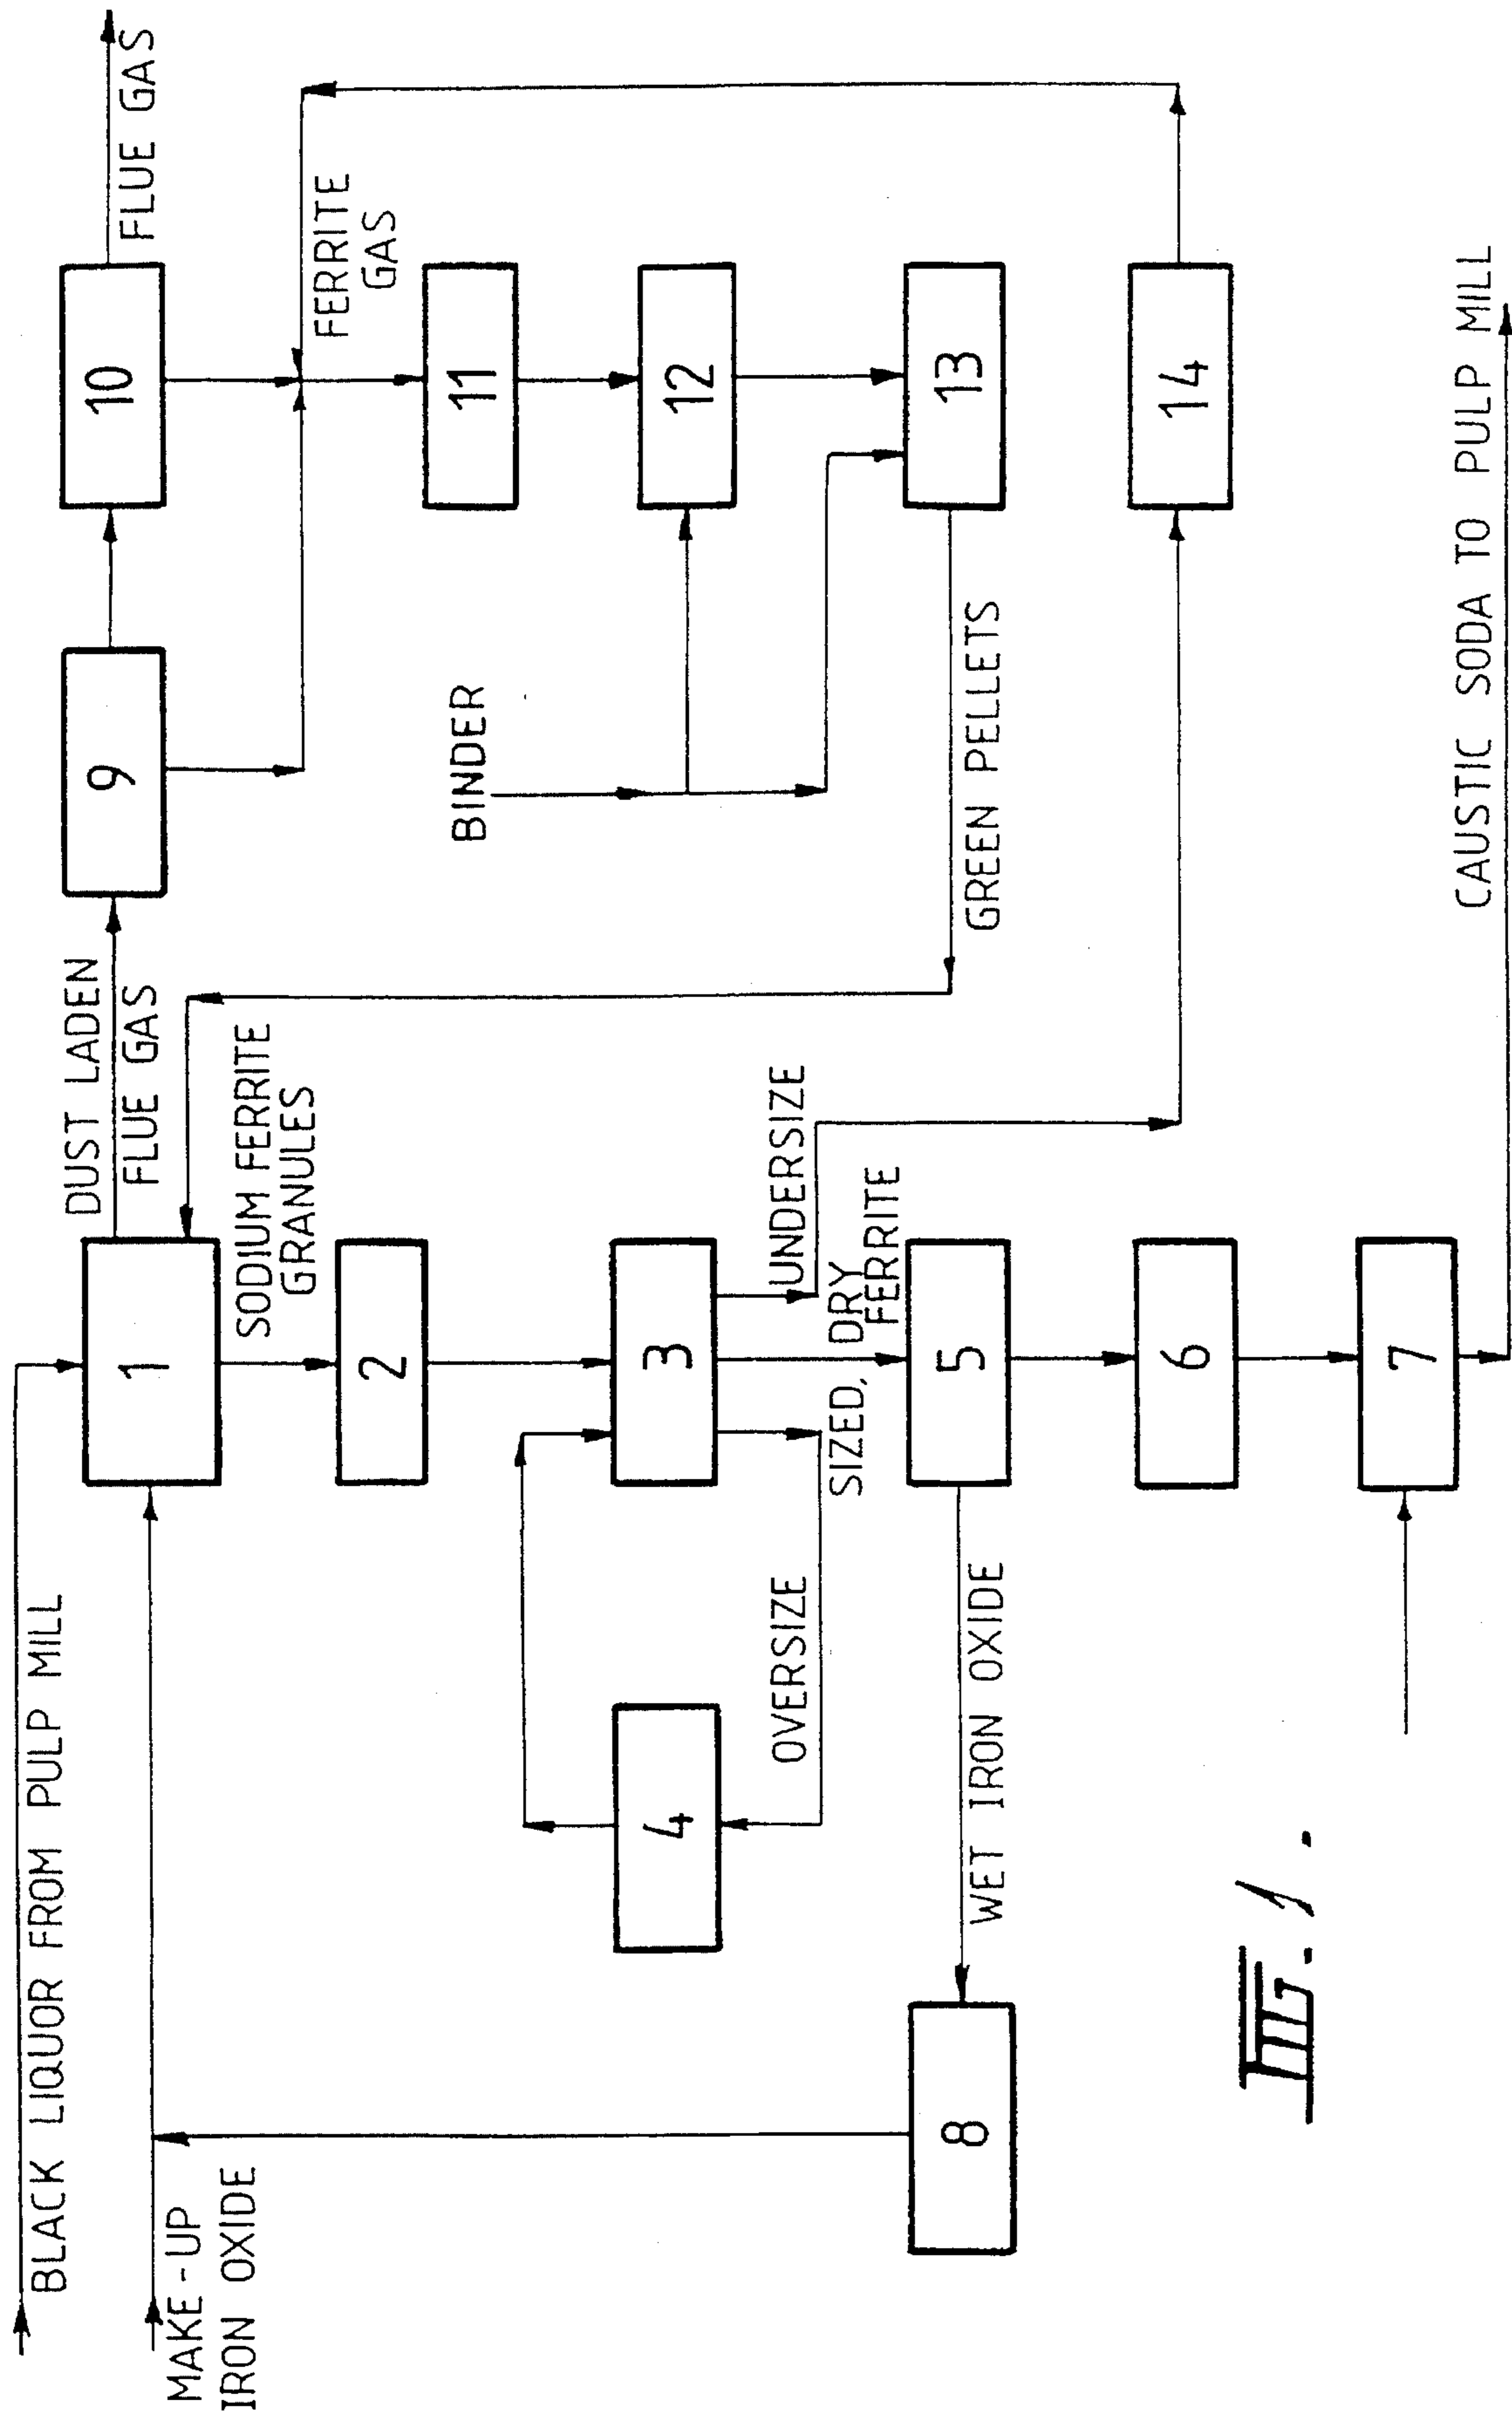 BLACK LIQUOR FROM PULP MILL
MAKE-UP
IRON OXIDE
DUST LADEN
FLUE GAS
FLUE GAS
1
9
10
SODIUM FERRITE
GRANULES
FERRITE
GAS
2
11
BINDER
4
3
12
OVERSIZE
UNDERSIZE
SIZED, DRY
FERRITE
8
WET IRON OXIDE
5
GREEN PELLETS
13
6
14
7
CAUSTIC SODA TO PULP MILL
FIG. 1.